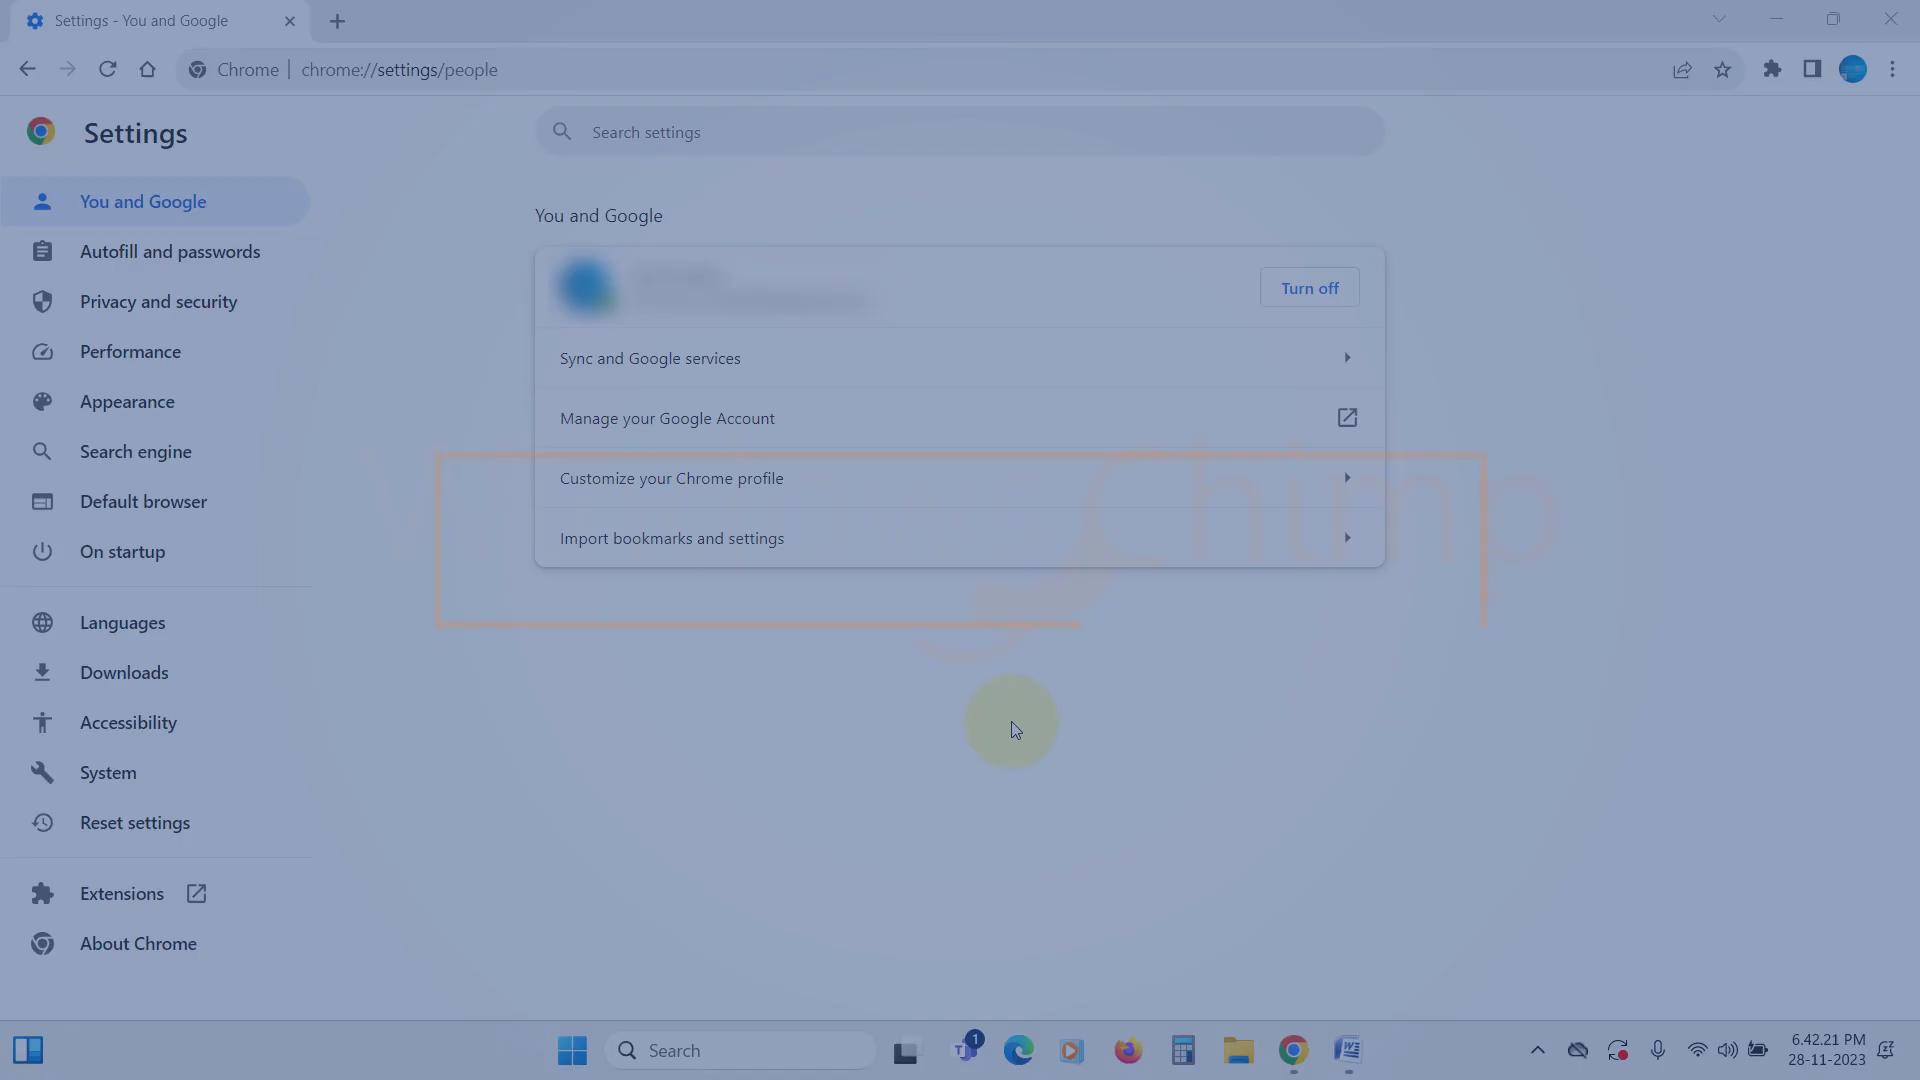 Settings - You and Google
Chrome
chrome://settings/people
Settings
Search settings
You and Google
Autofill and passwords
Privacy and security
Performance
Appearance
Search engine
Default browser
On startup
Languages
Downloads
Accessibility
System
Reset settings
Extensions
About Chrome
You and Google
Turn off
Sync and Google services
Manage your Google Account
Customize your Chrome profile
Import bookmarks and settings
Chimp
Search
1
6.42.21 PM
28-11-2023